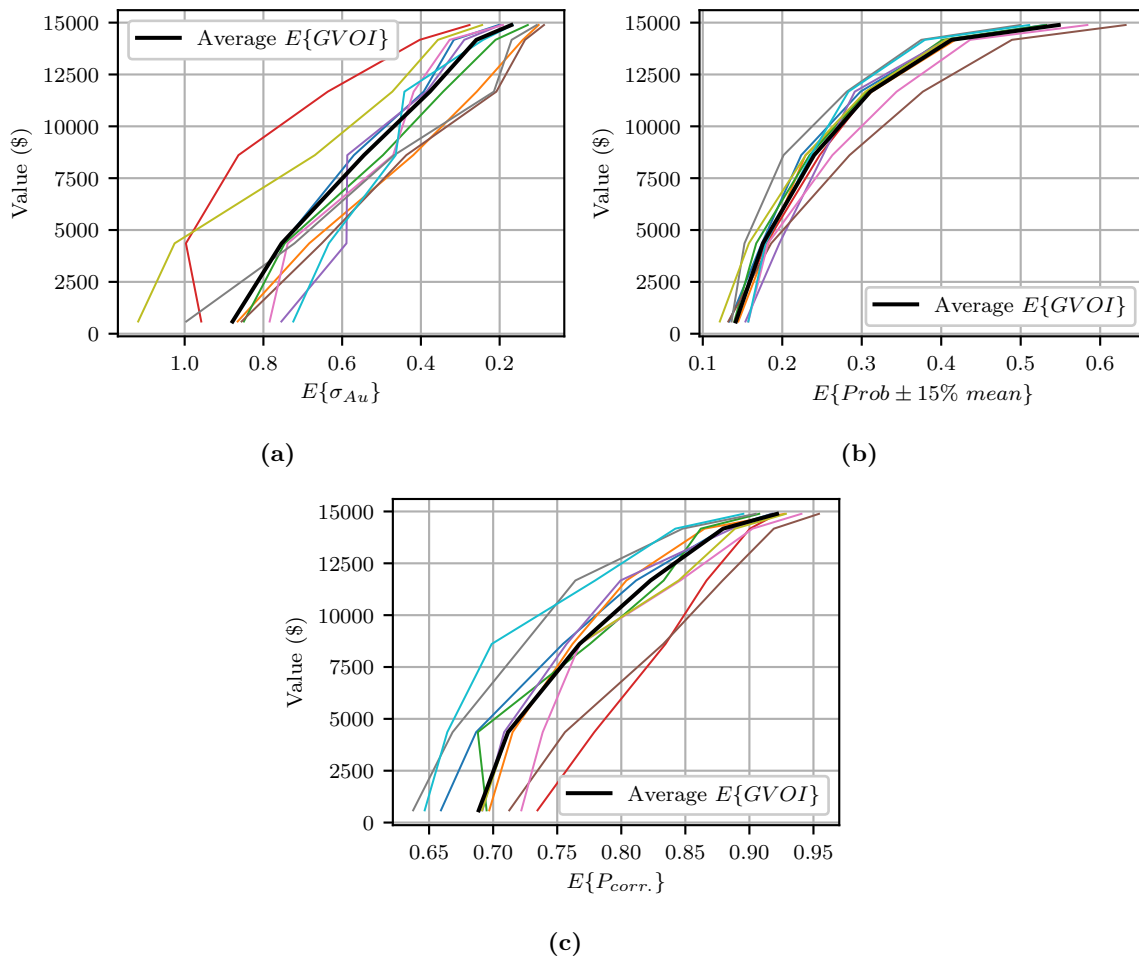 15000
12500
10000
7500
5000
2500
0
Value ($)
Average E{GVOI}
1.0 0.8 0.6 0.4 0.2
E{σ_Au}
(a)
15000
12500
10000
7500
5000
2500
0
Value ($)
Average E{GVOI}
0.1 0.2 0.3 0.4 0.5 0.6
E{Prob ± 15% mean}
(b)
15000
12500
10000
7500
5000
2500
0
Value ($)
Average E{GVOI}
0.65 0.70 0.75 0.80 0.85 0.90 0.95
E{P_corr.}
(c)